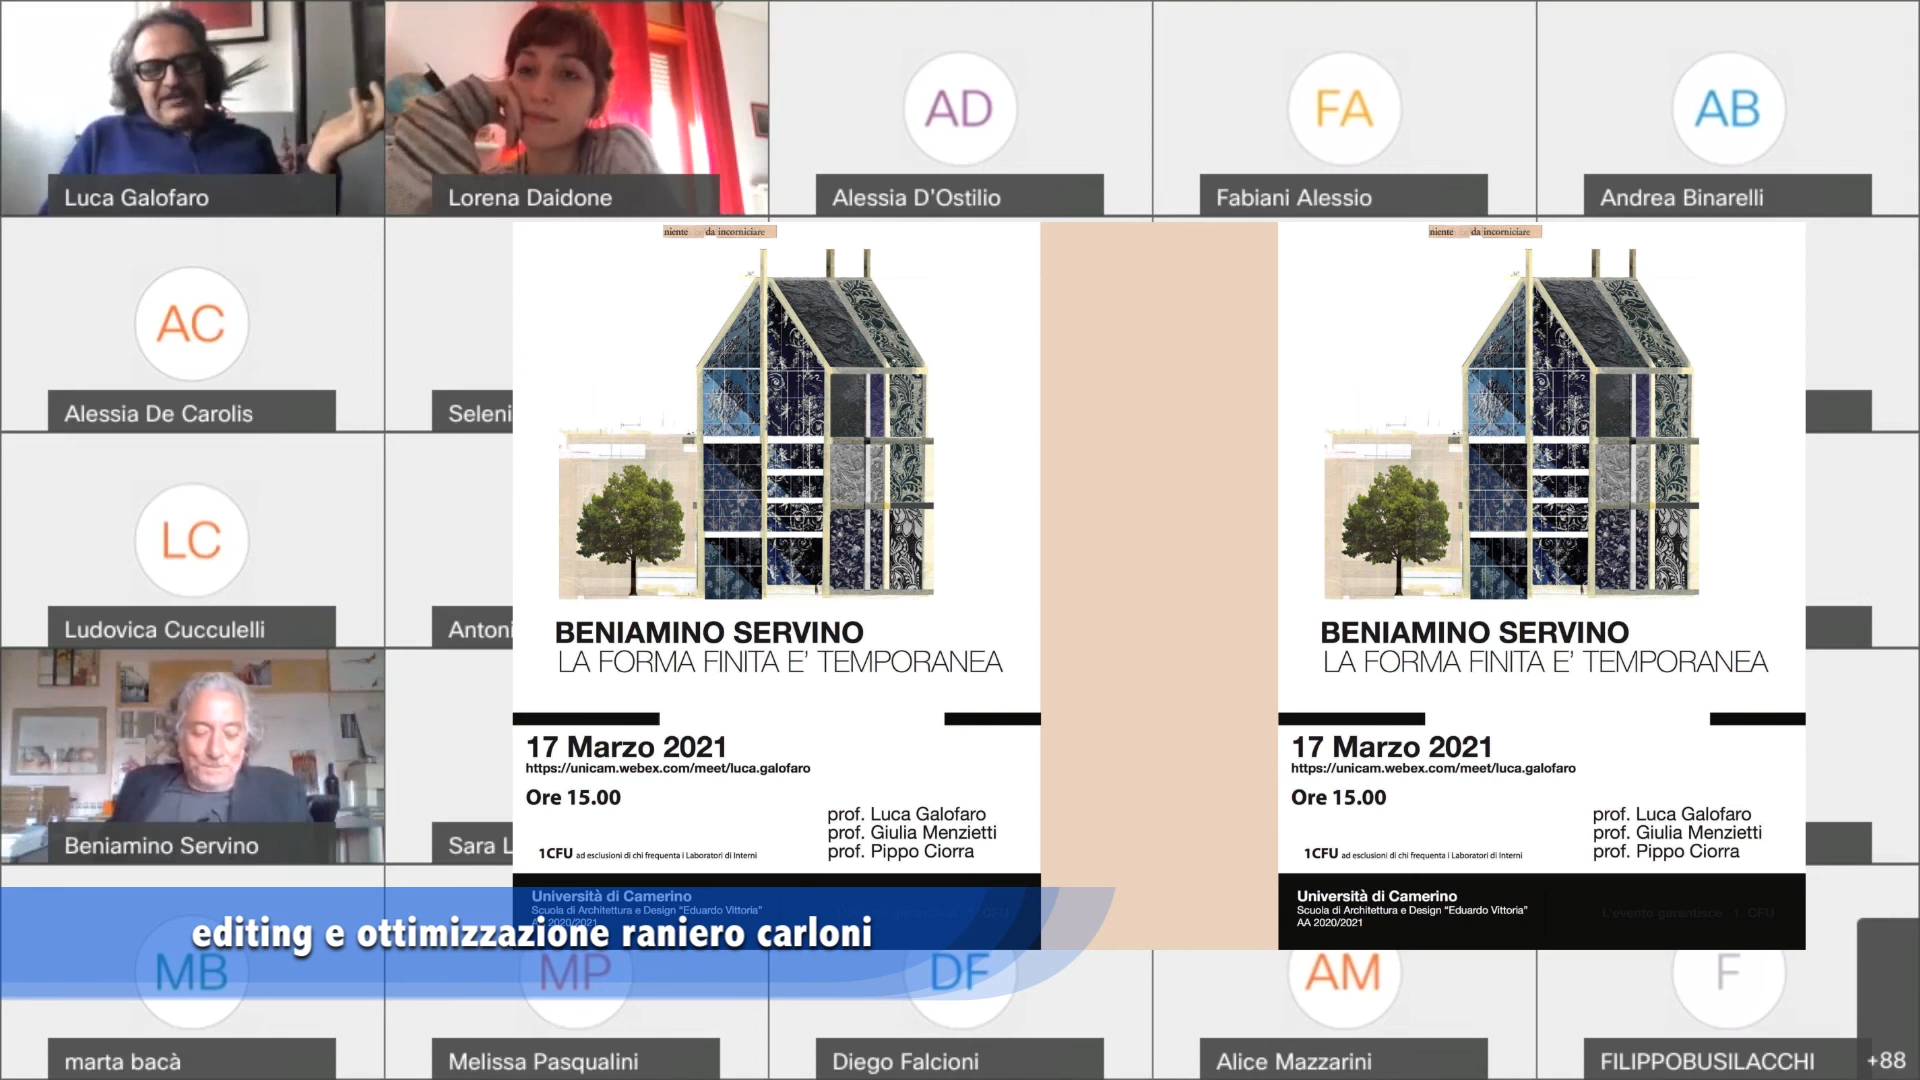 Luca Galofaro
Lorena Daidone
AD
Alessia D'Ostilio
FA
Fabiani Alessio
AB
Andrea Binarelli
AC
Alessia De Carolis
Seleni
LC
Ludovica Cucculelli
Antoni
Beniamino Servino
Sara L
niente da incorniciare
BENIAMINO SERVINO
LA FORMA FINITA E' TEMPORANEA
17 Marzo 2021
https://unicam.webex.com/meet/luca.galofaro
Ore 15.00
prof. Luca Galofaro
prof. Giulia Menzietti
prof. Pippo Ciorra
1CFU ad esclusioni di chi frequenta i Laboratori di Interni
Università di Camerino
Scuola di Architettura e Design "Eduardo Vittoria"
AA 2020/2021
niente da incorniciare
BENIAMINO SERVINO
LA FORMA FINITA E' TEMPORANEA
17 Marzo 2021
https://unicam.webex.com/meet/luca.galofaro
Ore 15.00
prof. Luca Galofaro
prof. Giulia Menzietti
prof. Pippo Ciorra
1CFU ad esclusioni di chi frequenta i Laboratori di Interni
Università di Camerino
Scuola di Architettura e Design "Eduardo Vittoria"
AA 2020/2021
L'evento garantisce 1 CFU
editing e ottimizzazione raniero carloni
MB
marta bacà
MP
Melissa Pasqualini
DF
Diego Falcioni
AM
Alice Mazzarini
F
FILIPPOBUSILACCHI
+88